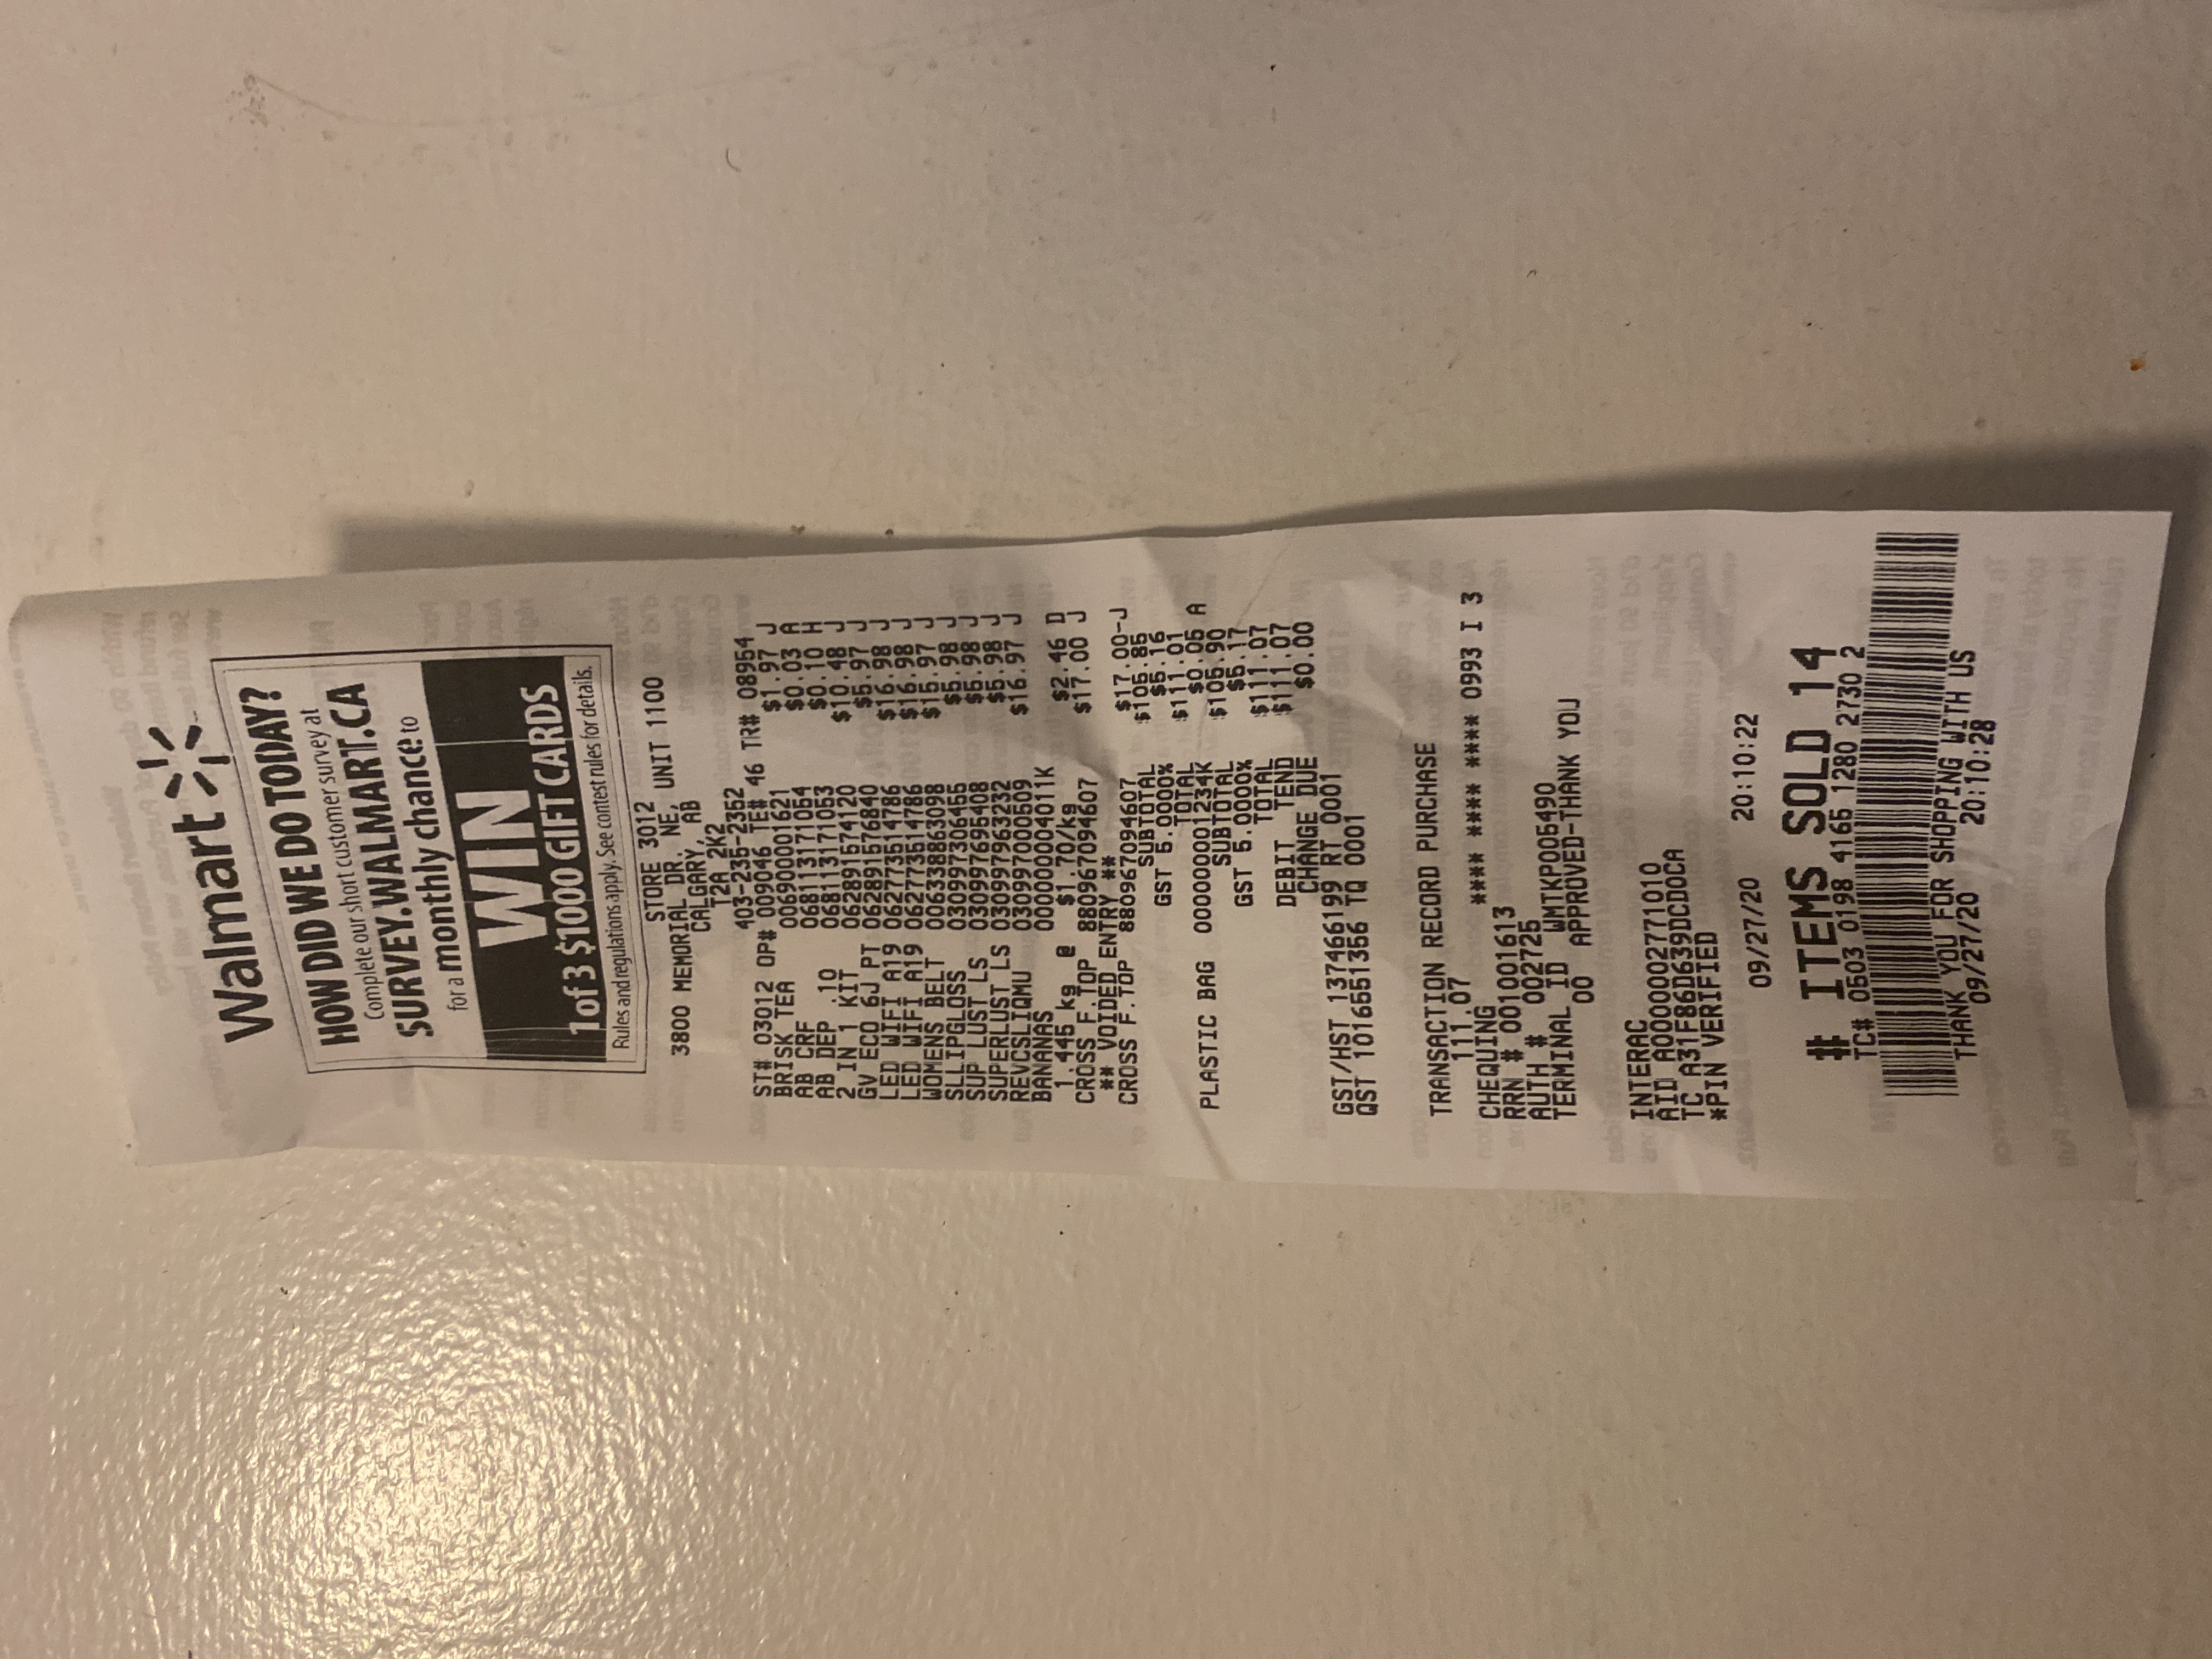 Walmart
HOW DID WE DO TODAY?
Complete our short customer survey at
SURVEY.WALMART.CA
for a monthly chance to
WIN
1 of 3 $1000 GIFT CARDS
Rules and regulations apply. See contest rules for details.
STORE 3012
3800 MEMORIAL DR. NE, UNIT 1100
CALGARY, AB
T2A 2K2
403-235-2352
ST# 03012 OP# 009046 TE# 46 TR# 08954
BRISK TEA 006900001621 $1.97 J
AB CRF 068113171054 $0.03 A
AB DEP .10 068113171053 $0.10 H
2 IN 1 KIT 062891574120 $10.48 J
GV ECO 6J PT 062891576840 $5.97 J
LED WIFI A19 062773514786 $16.98 J
LED WIFI A19 062773514786 $16.98 J
WOMENS BELT 006338863098 $15.97 J
SLLIPGLOSS 030997306455 $5.98 J
SUP LUST LS 030997695408 $5.98 J
SUPERLUST LS 030997963232 $5.98 J
REVCSLIQMU 030997000509 $16.97 J
BANANAS 000000004011K
1.445 kg @ $1.70/kg $2.46 D
CROSS F.TOP 880967094607 $17.00 J
** VOIDED ENTRY **
CROSS F.TOP 880967094607 $17.00-J
SUBTOTAL $105.85
GST 5.0000% $5.16
TOTAL $111.01
PLASTIC BAG 000000001234K $0.05 A
SUBTOTAL $105.90
GST 5.0000% $5.17
TOTAL $111.07
DEBIT TEND $111.07
CHANGE DUE $0.00
GST/HST 137466199 RT 0001
QST 1016551356 TQ 0001
TRANSACTION RECORD PURCHASE
111.07
CHEQUING **** **** **** 0993 I 3
RRN # 001001613
AUTH # 002725
TERMINAL ID WMTKP005490
00 APPROVED-THANK YOU
INTERAC
AID A0000002771010
TC A31F86D639DCD0CA
*PIN VERIFIED
09/27/20 20:10:22
# ITEMS SOLD 14
TC# 0503 0198 4165 1280 2730 2
THANK YOU FOR SHOPPING WITH US
09/27/20 20:10:28